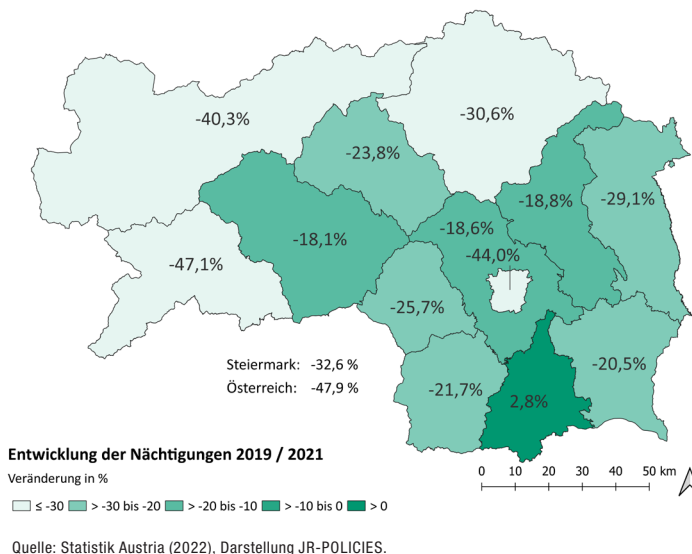 -40,3%
-30,6%
-23,8%
-29,1%
-18,8%
-18,6%
-18,1%
-44,0%
-47,1%
-25,7%
Steiermark: -32,6 %
Österreich: -47,9 %
-20,5%
-21,7%
2,8%
Entwicklung der Nächtigungen 2019 / 2021
Veränderung in %
≤ -30 > -30 bis -20 > -20 bis -10 > -10 bis 0 > 0
0 10 20 30 40 50 km
Quelle: Statistik Austria (2022), Darstellung JR-POLICIES.